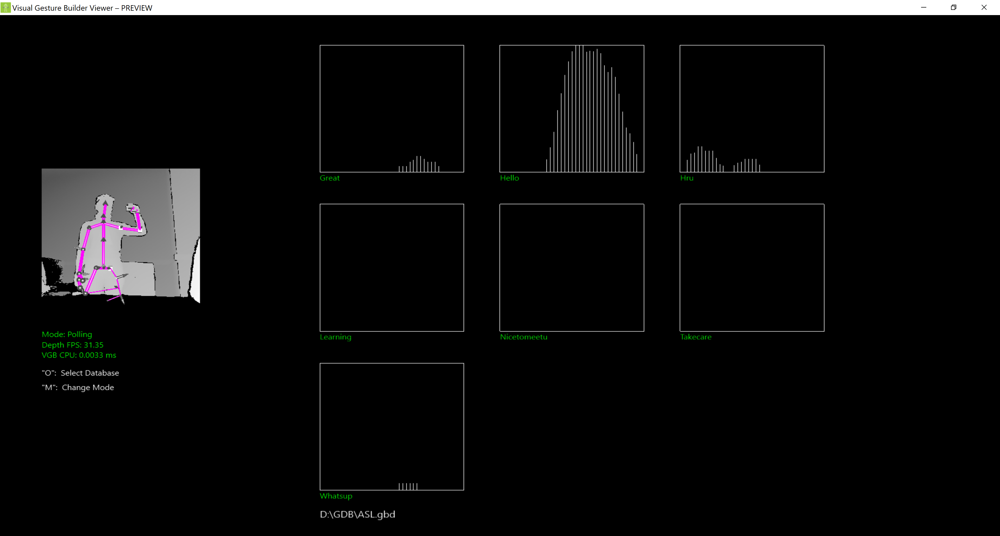 Visual Gesture Builder Viewer – PREVIEW
Great
Hello
Hru
Learning
Nicetomeetu
Takecare
Mode: Polling
Depth FPS: 31.35
VGB CPU: 0.0033 ms
"O":  Select Database
"M":  Change Mode
Whatsup
D:\GDB\ASL.gbd